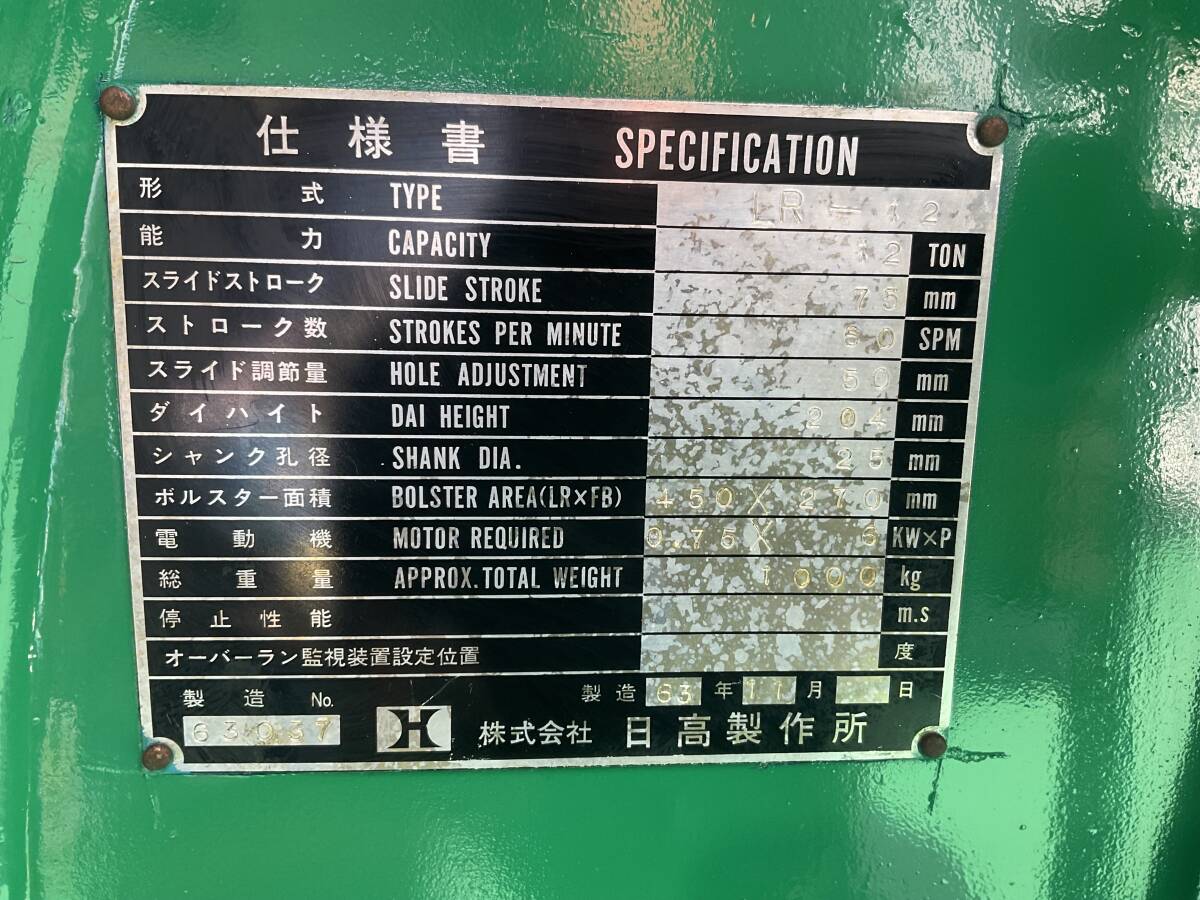 仕様書 SPECIFICATION
形式 TYPE LR-12
能力 CAPACITY 12 TON
スライドストローク SLIDE STROKE 75 mm
ストローク数 STROKES PER MINUTE 60 SPM
スライド調節量 HOLE ADJUSTMENT 50 mm
ダイハイト DAI HEIGHT 204 mm
シャンク孔径 SHANK DIA. 25 mm
ボルスター面積 BOLSTER AREA(LR×FB) 450X270 mm
電動機 MOTOR REQUIRED 0.75X 6 KW×P
総重量 APPROX.TOTAL WEIGHT 1000 kg
停止性能 m.s
オーバーラン監視装置設定位置 度
製造 No. 製造 63 年 11 月 日
63037 H 株式会社 日高製作所